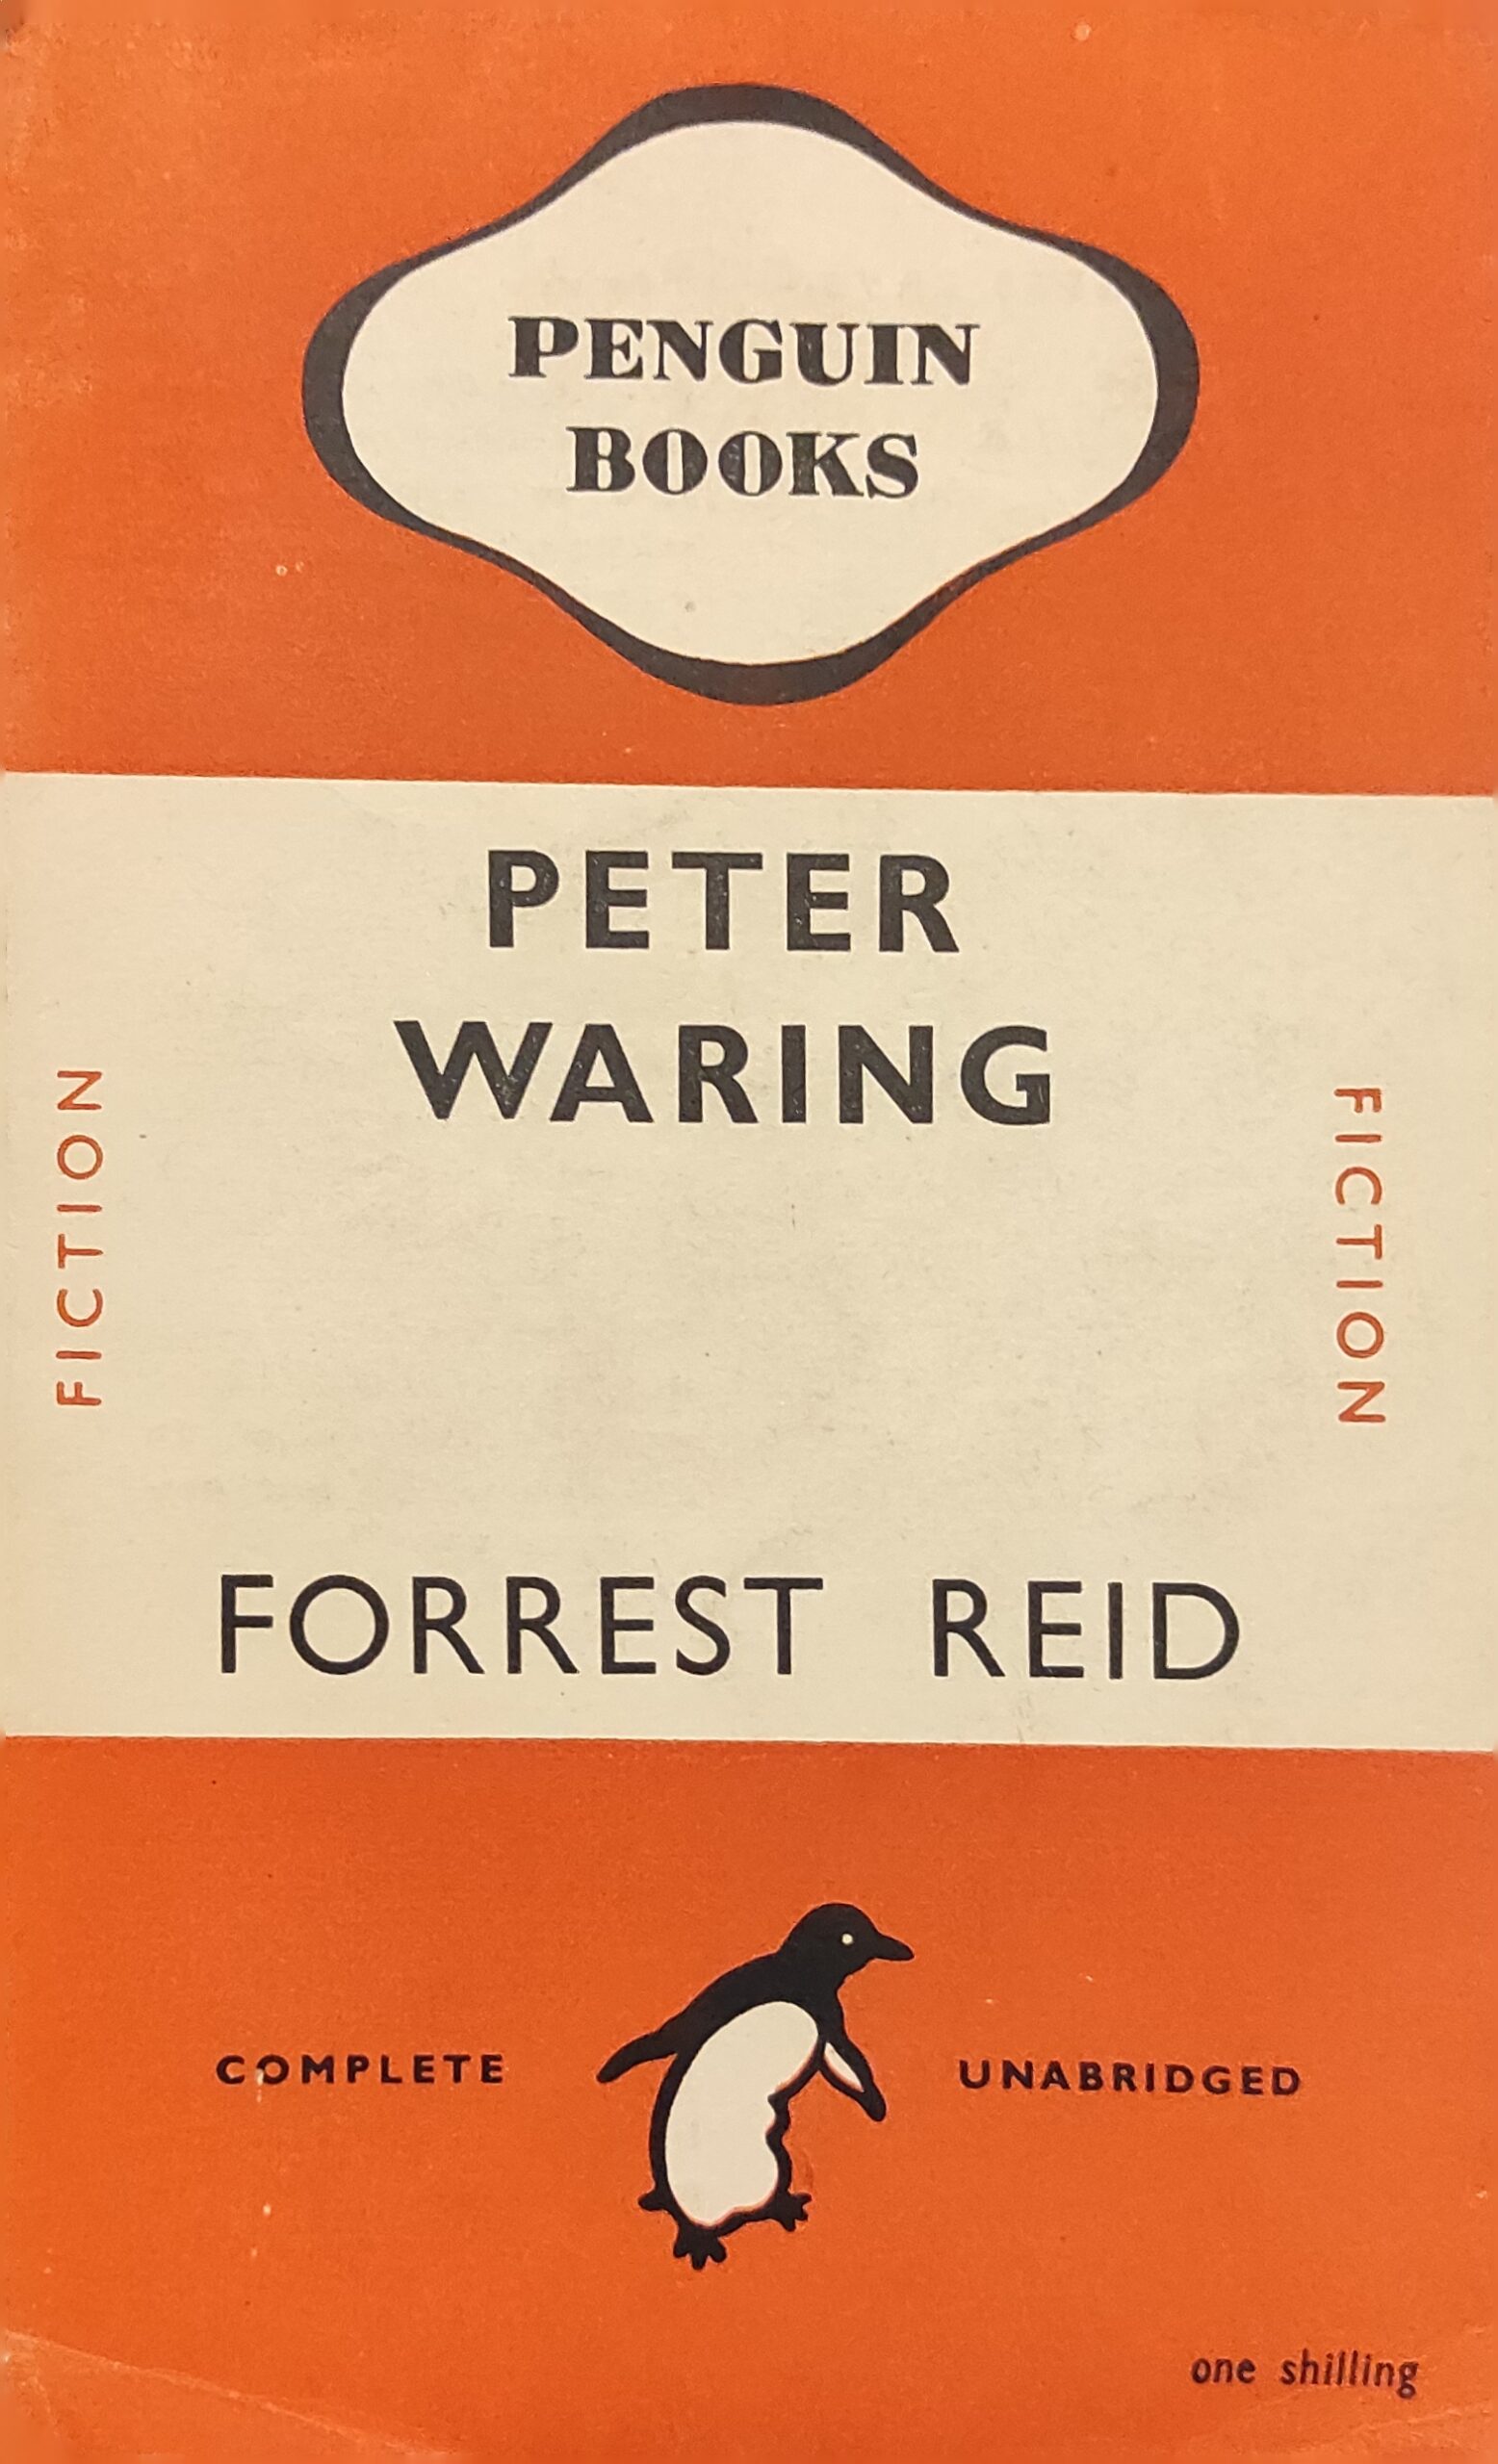 PENGUIN
BOOKS
PETER
WARING
FICTION
FICTION
FORREST REID
COMPLETE
UNABRIDGED
one shilling